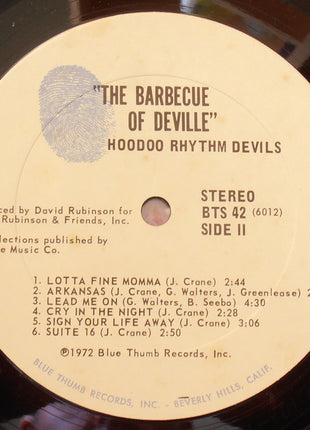 "THE BARBECUE
OF DEVILLE"
HOODOO RHYTHM DEVILS
ced by David Rubinson for
Rubinson & Friends, Inc.
lections published by
e Music Co.
STEREO
BTS 42 (6012)
SIDE II
1. LOTTA FINE MOMMA (J. Crane) 2:44
2. ARKANSAS (J. Crane, G. Walters, J. Greenlease) 2
3. LEAD ME ON (G. Walters, B. Seebo) 4:30
4. CRY IN THE NIGHT (J. Crane) 5:50
5. SIGN YOUR LIFE AWAY (J. Crane) 3:06
6. SUITE 16 (J. Crane) 2:50
℗1972 Blue Thumb Records, Inc.
BLUE THUMB RECORDS, INC. - BEVERLY HILLS, CALIF.